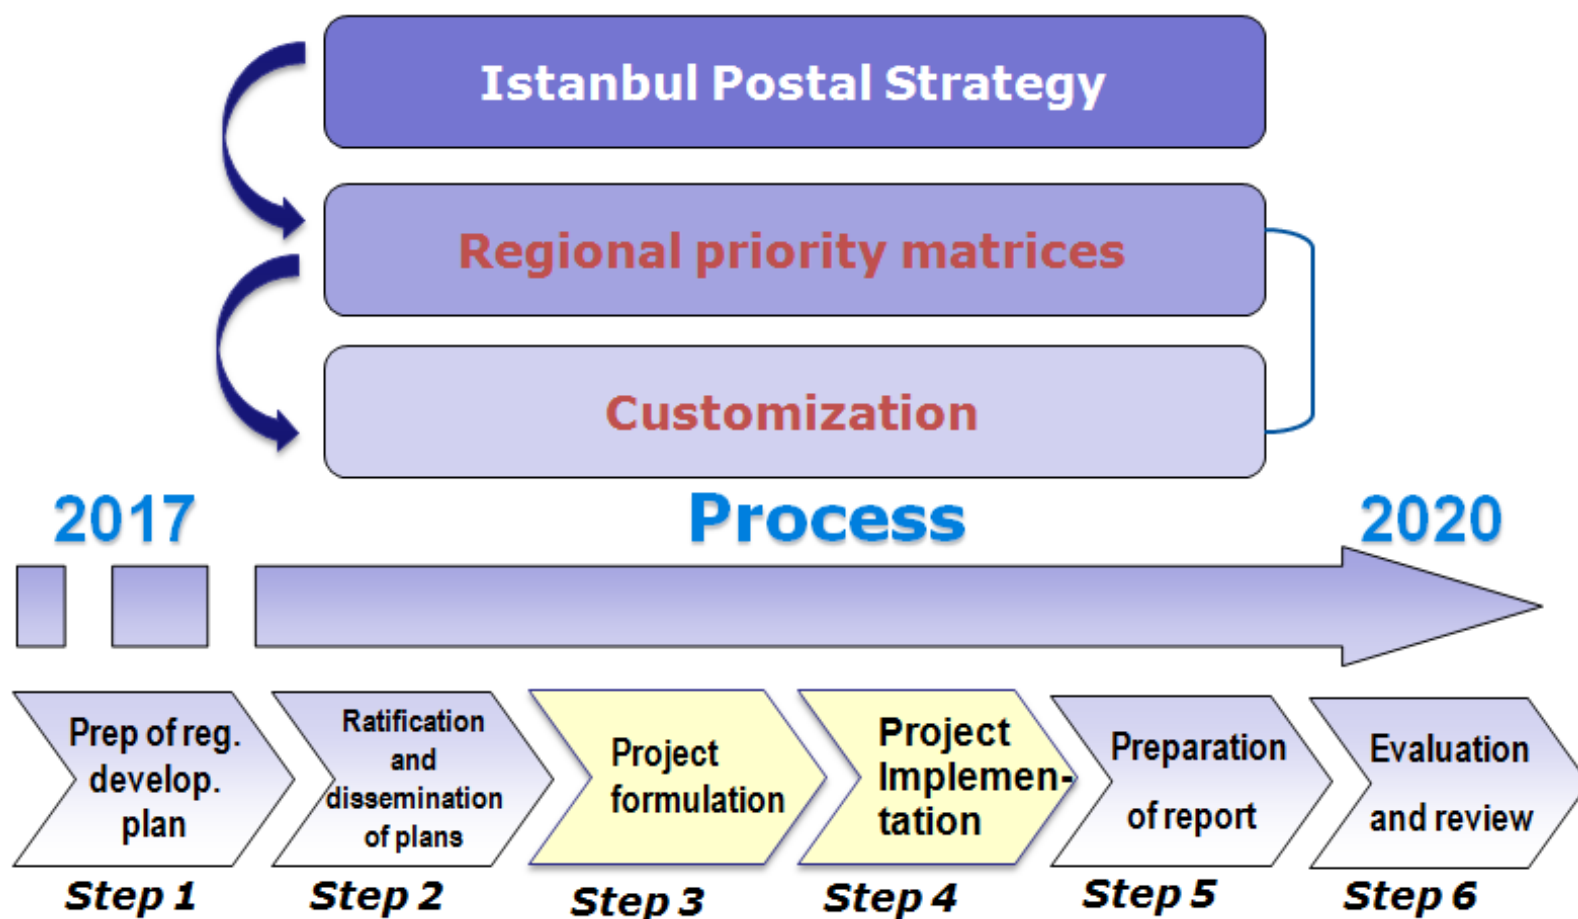 Istanbul Postal Strategy
Regional priority matrices
Customization
2017
Process
2020
Prep of reg.
develop.
plan
Ratification
and
dissemination
of plans
Project
formulation
Project
Implemen-
tation
Preparation
of report
Evaluation
and review
Step 1
Step 2
Step 3
Step 4
Step 5
Step 6